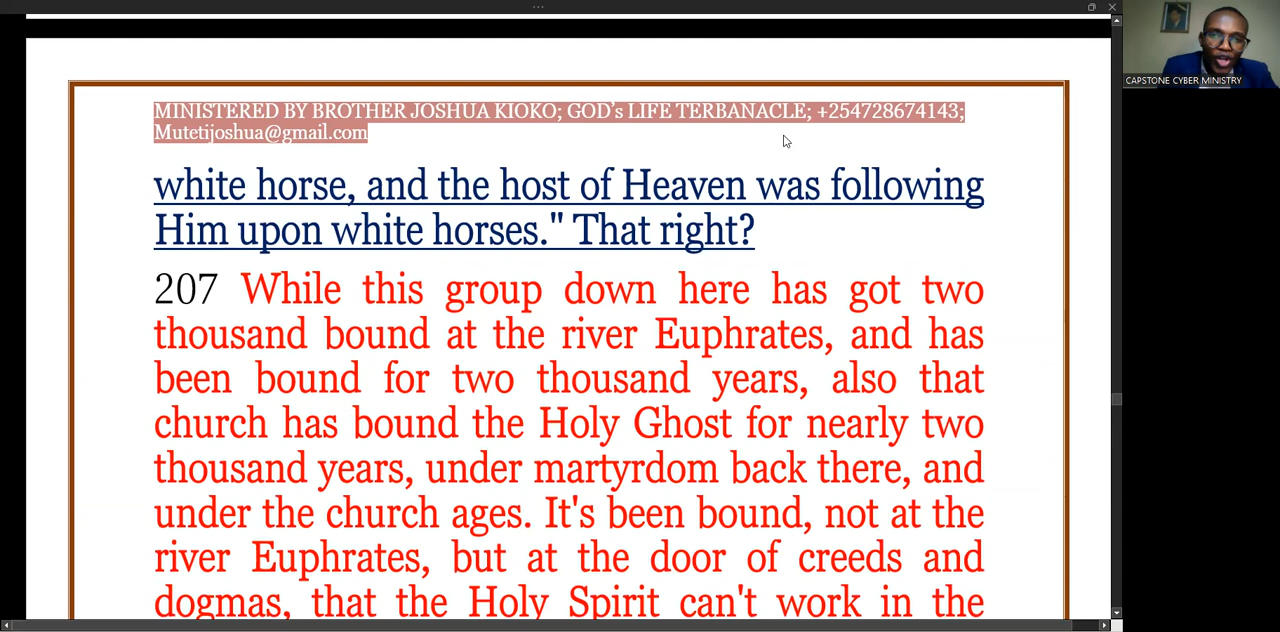 MINISTERED BY BROTHER JOSHUA KIOKO; GOD's LIFE TERBANACLE; +254728674143;
Mutetijoshua@gmail.com
CAPSTONE CYBER MINISTRY
white horse, and the host of Heaven was following
Him upon white horses." That right?
207 While this group down here has got two
thousand bound at the river Euphrates, and has
been bound for two thousand years, also that
church has bound the Holy Ghost for nearly two
thousand years, under martyrdom back there, and
under the church ages. It's been bound, not at the
river Euphrates, but at the door of creeds and
dogmas, that the Holy Spirit can't work in the